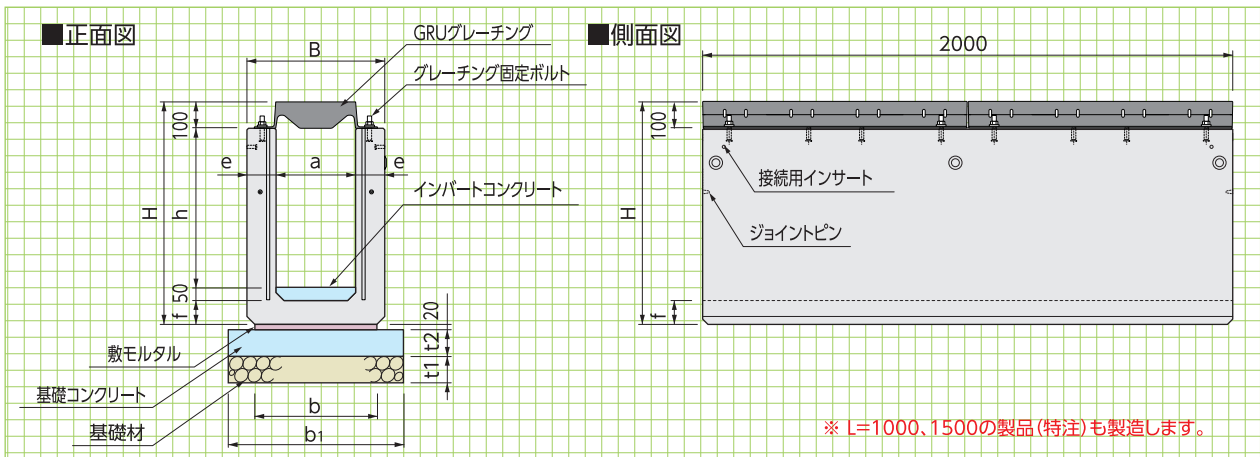 ■正面図
GRUグレーチング
B
グレーチング固定ボルト
100
e
a
e
H
h
インバートコンクリート
50
f
20
敷モルタル
t2
基礎コンクリート
t1
基礎材
b
b1
■側面図
2000
100
接続用インサート
H
ジョイントピン
f
※ L=1000、1500の製品(特注)も製造します。